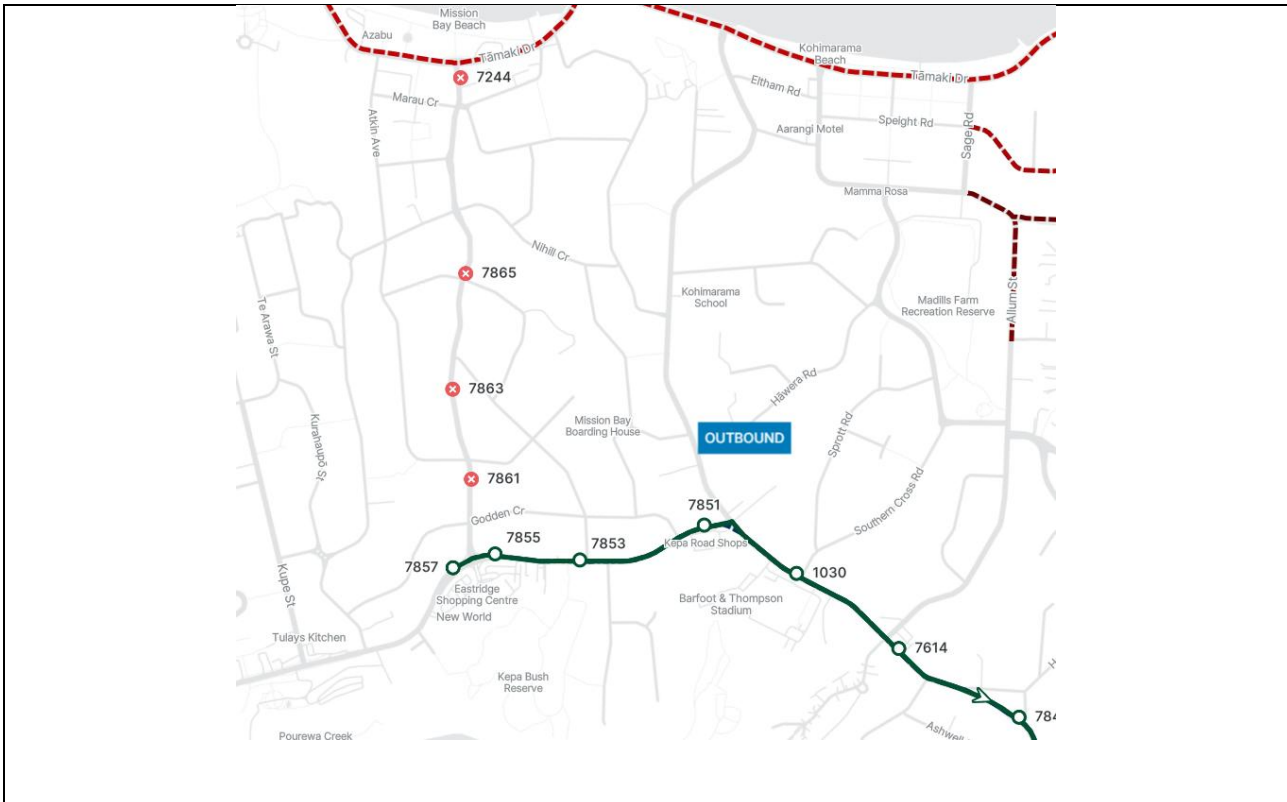 Mission
Bay Beach
Azabu
Tāmaki Dr
7244
Marau Cr
Atkin Ave
Kohimarama
Beach
Tāmaki Dr
Eltham Rd
Aarangi Motel
Speight Rd
Sage Rd
Mamma Rosa
Nihill Cr
7865
Kohimarama
School
Madills Farm
Recreation Reserve
Allum St
Te Arawa St
7863
Hāwera Rd
Mission Bay
Boarding House
OUTBOUND
Sprott Rd
Kurahaupō St
7861
Southern Cross Rd
Godden Cr
7851
7855
7853
Kepa Road Shops
7857
1030
Kupe St
Eastridge
Shopping Centre
New World
Barfoot & Thompson
Stadium
Tulays Kitchen
7614
Kepa Bush
Reserve
784
Ashwell
Pourewa Creek